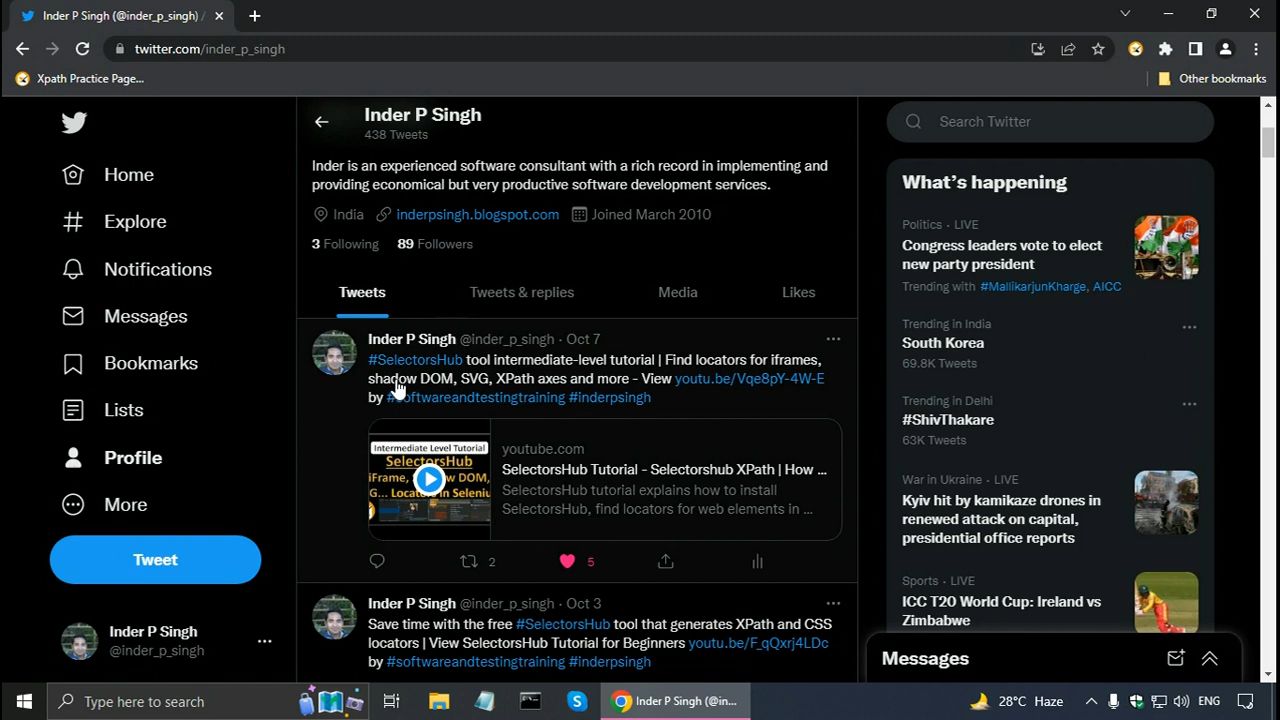 Inder P Singh (@inder_p_singh) /
twitter.com/inder_p_singh
Xpath Practice Page...
Other bookmarks
Home
Explore
Notifications
Messages
Bookmarks
Lists
Profile
More
Tweet
Inder P Singh
@inder_p_singh
Inder P Singh
438 Tweets
Inder is an experienced software consultant with a rich record in implementing and
providing economical but very productive software development services.
India inderpsingh.blogspot.com Joined March 2010
3 Following 89 Followers
Tweets Tweets & replies Media Likes
Inder P Singh @inder_p_singh · Oct 7
#SelectorsHub tool intermediate-level tutorial | Find locators for iframes,
shadow DOM, SVG, XPath axes and more - View youtu.be/Vqe8pY-4W-E
by #softwareandtestingtraining #inderpsingh
Intermediate Level Tutorial
SelectorsHub
youtube.com
SelectorsHub Tutorial - Selectorshub XPath | How ...
SelectorsHub tutorial explains how to install
SelectorsHub, find locators for web elements in ...
2 5
Inder P Singh @inder_p_singh · Oct 3
Save time with the free #SelectorsHub tool that generates XPath and CSS
locators | View SelectorsHub Tutorial for Beginners youtu.be/F_qQxrj4LDc
by #softwareandtestingtraining #inderpsingh
Search Twitter
What's happening
Politics · LIVE
Congress leaders vote to elect
new party president
Trending with #MallikarjunKharge, AICC
Trending in India
South Korea
69.8K Tweets
Trending in Delhi
#ShivThakare
63K Tweets
War in Ukraine · LIVE
Kyiv hit by kamikaze drones in
renewed attack on capital,
presidential office reports
Sports · LIVE
ICC T20 World Cup: Ireland vs
Zimbabwe
Messages
Type here to search
Inder P Singh (@in...
28°C Haze
ENG